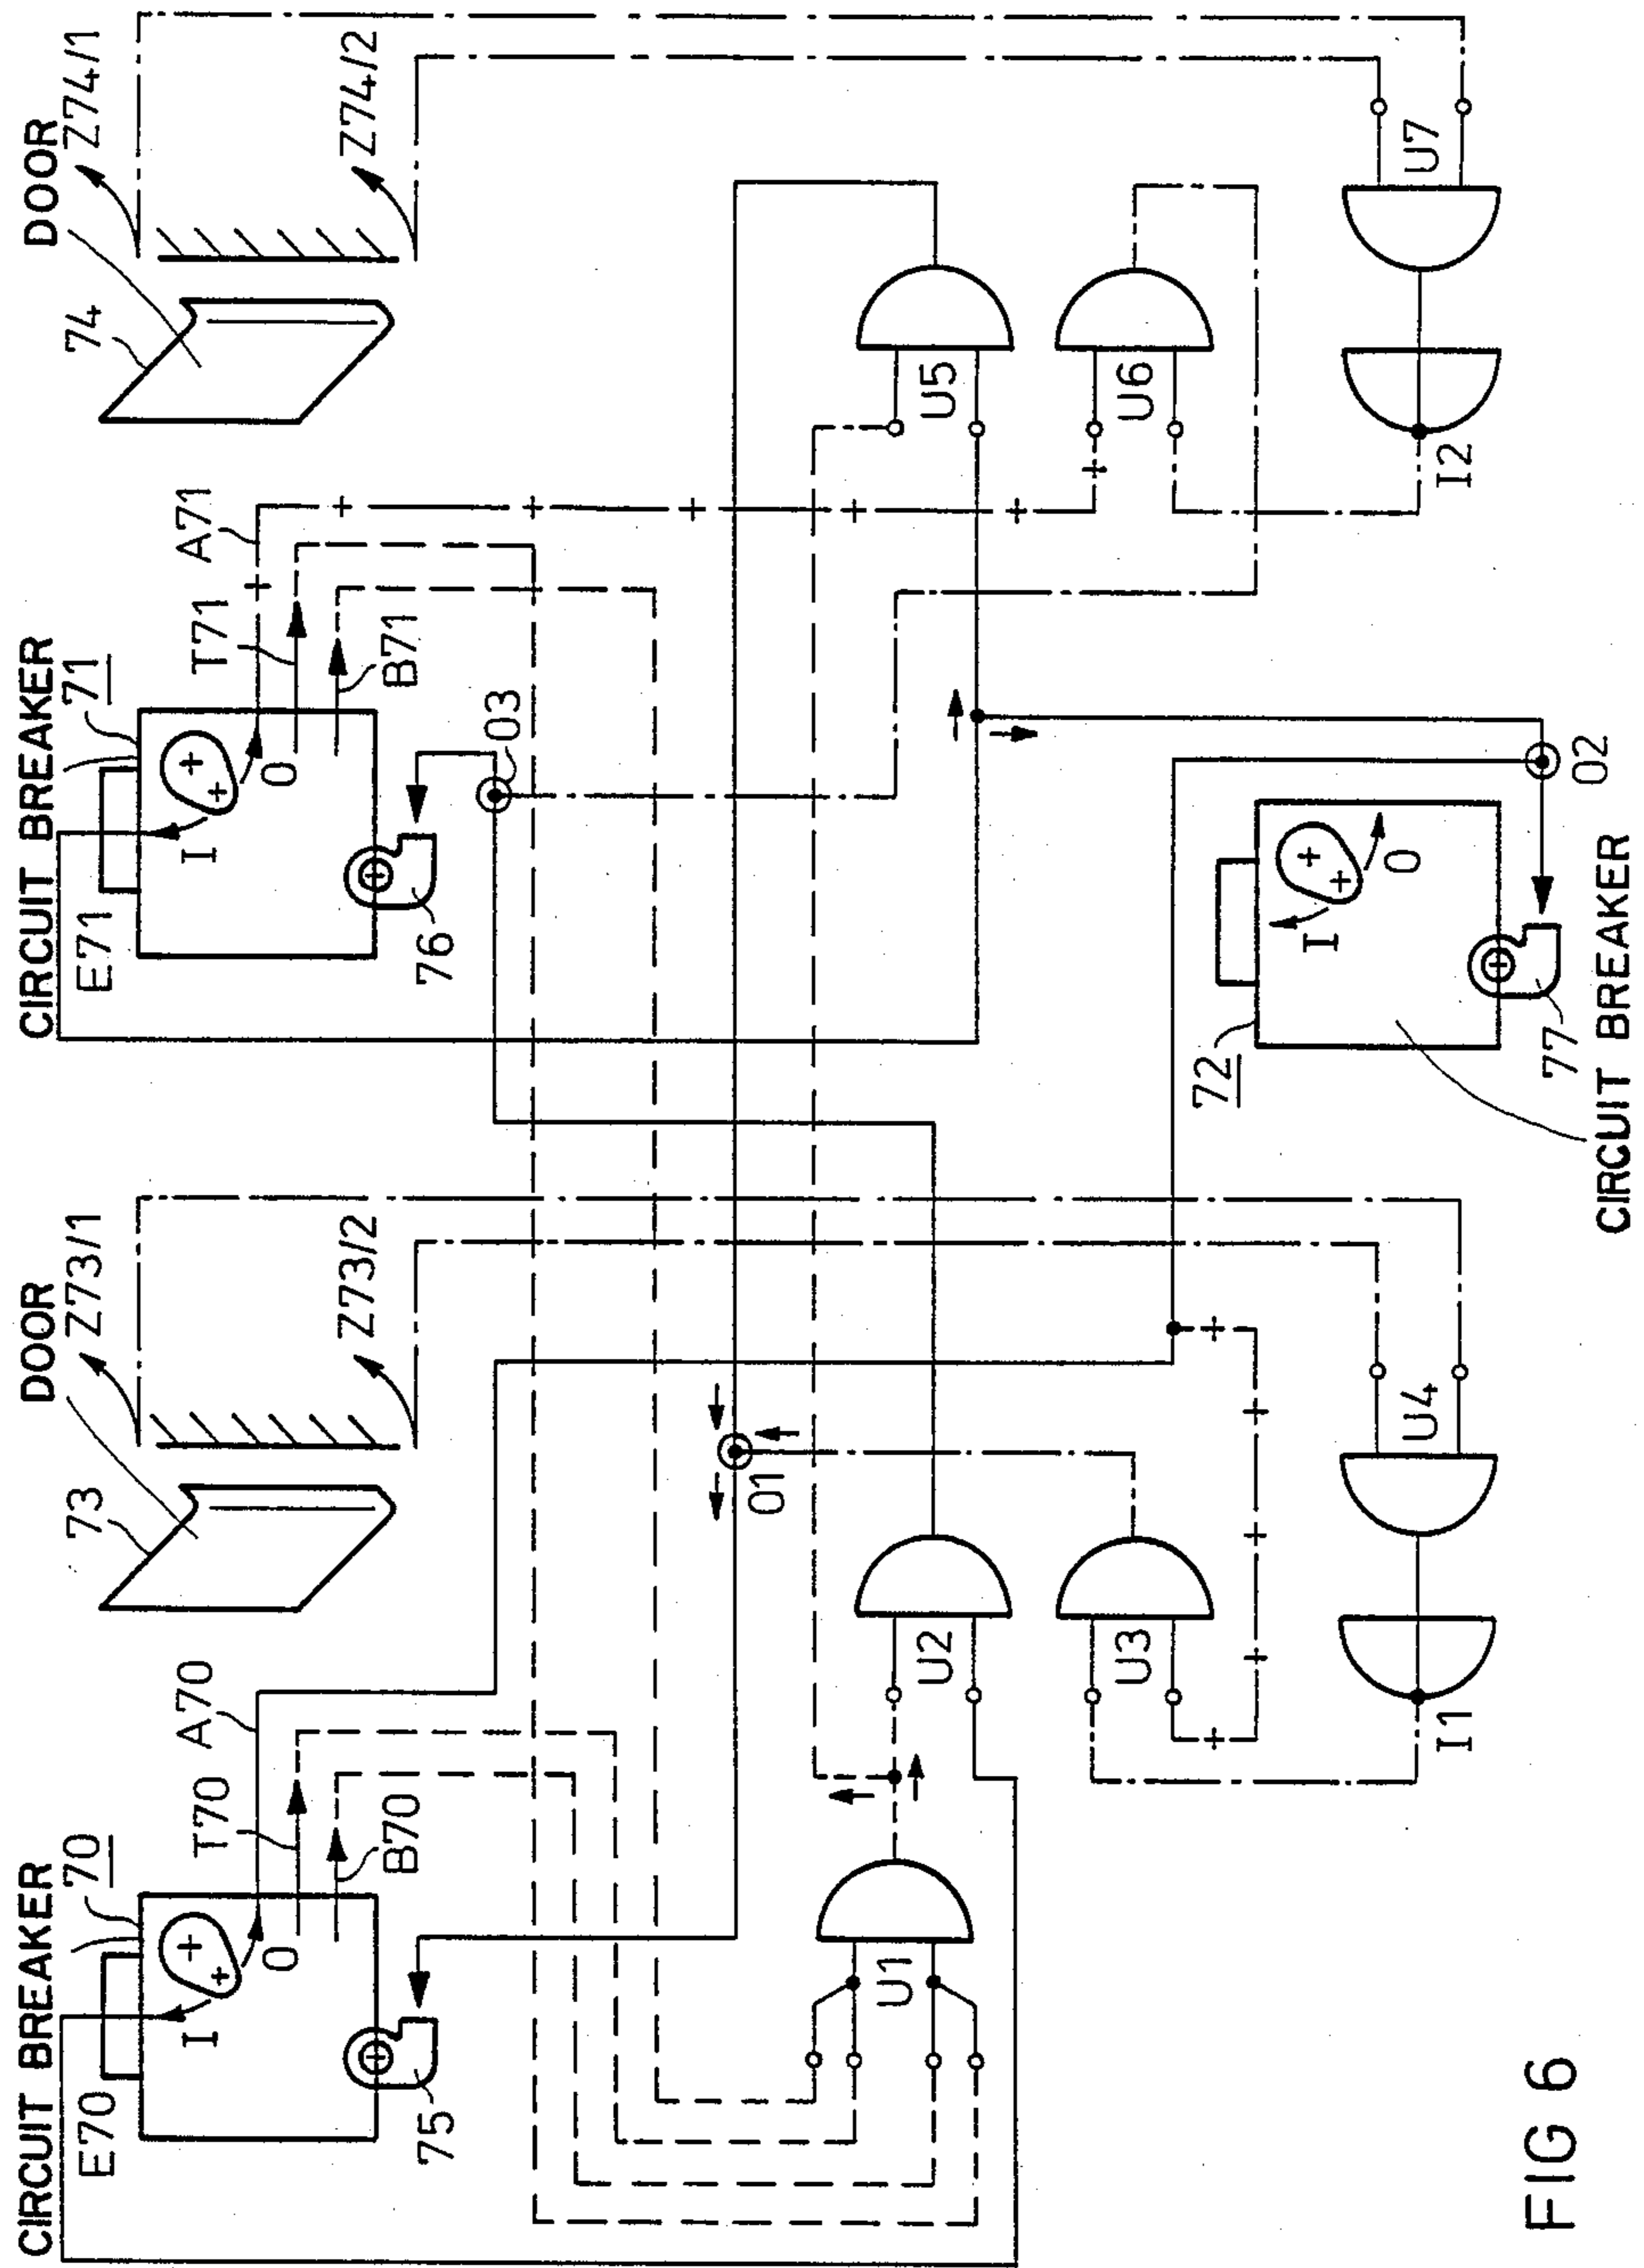 CIRCUIT BREAKER
70
E70
I
O
A70
T70
B70
75
DOOR
73
Z73/1
Z73/2
CIRCUIT BREAKER
71
E71
I
O
A71
T71
B71
76
03
DOOR
74
Z74/1
Z74/2
01
U1
U2
U3
U4
I1
U5
U6
U7
I2
02
72
I
O
77
CIRCUIT BREAKER
FIG 6